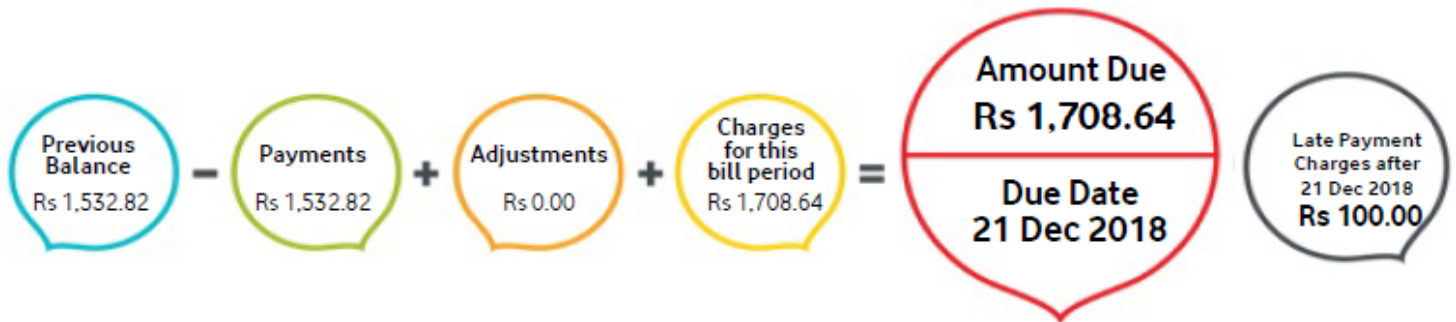 Previous
Balance
Rs 1,532.82
−
Payments
Rs 1,532.82
+
Adjustments
Rs 0.00
+
Charges
for this
bill period
Rs 1,708.64
=
Amount Due
Rs 1,708.64
Due Date
21 Dec 2018
Late Payment
Charges after
21 Dec 2018
Rs 100.00